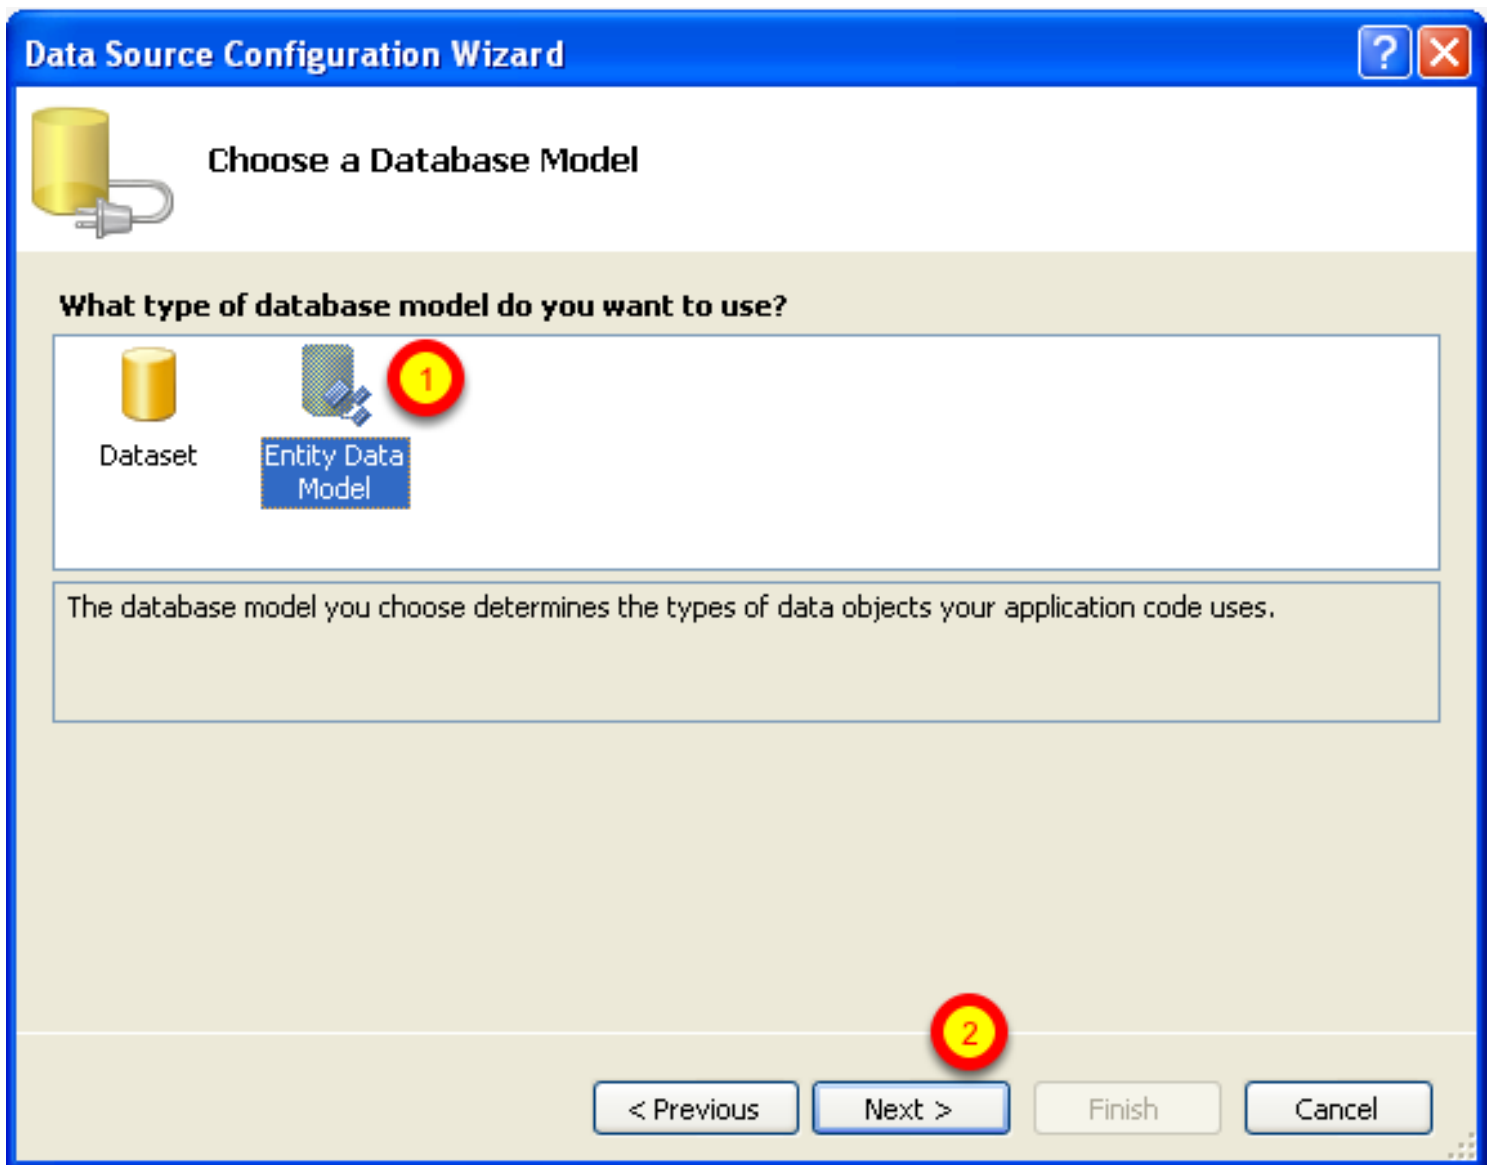 Data Source Configuration Wizard
?
Choose a Database Model
What type of database model do you want to use?
1
Dataset
Entity Data
Model
The database model you choose determines the types of data objects your application code uses.
2
< Previous
Next >
Finish
Cancel